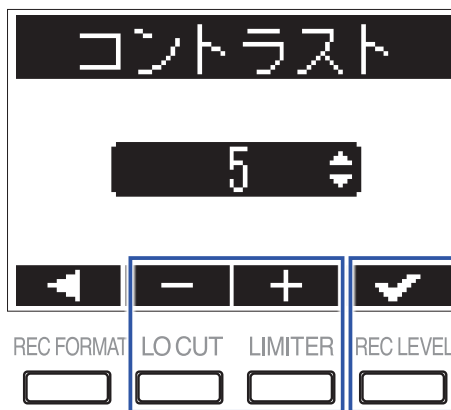 コントラスト
5
− +
REC FORMAT LO CUT LIMITER REC LEVEL